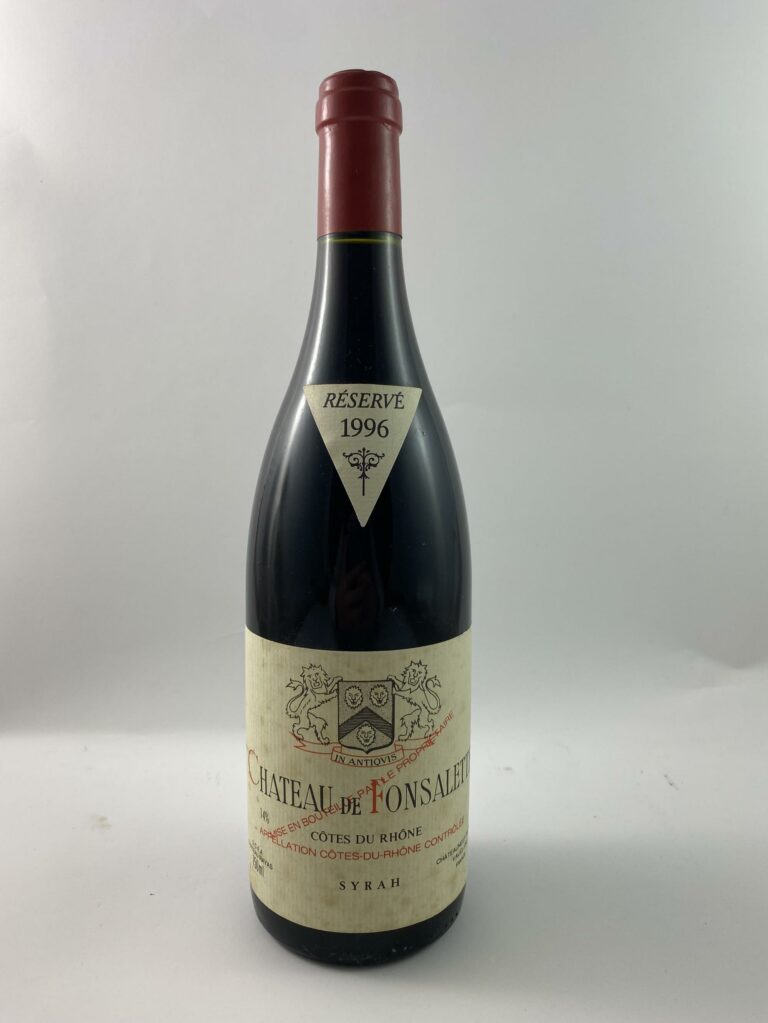 RÉSERVÉ
1996
IN ANTIQVIS
CHATEAU DE FONSALETTE
MISE EN BOUTEILLE PAR LE PROPRIÉTAIRE
14%
CÔTES DU RHÔNE
APPELLATION CÔTES-DU-RHÔNE CONTRÔLÉE
750ml
SYRAH